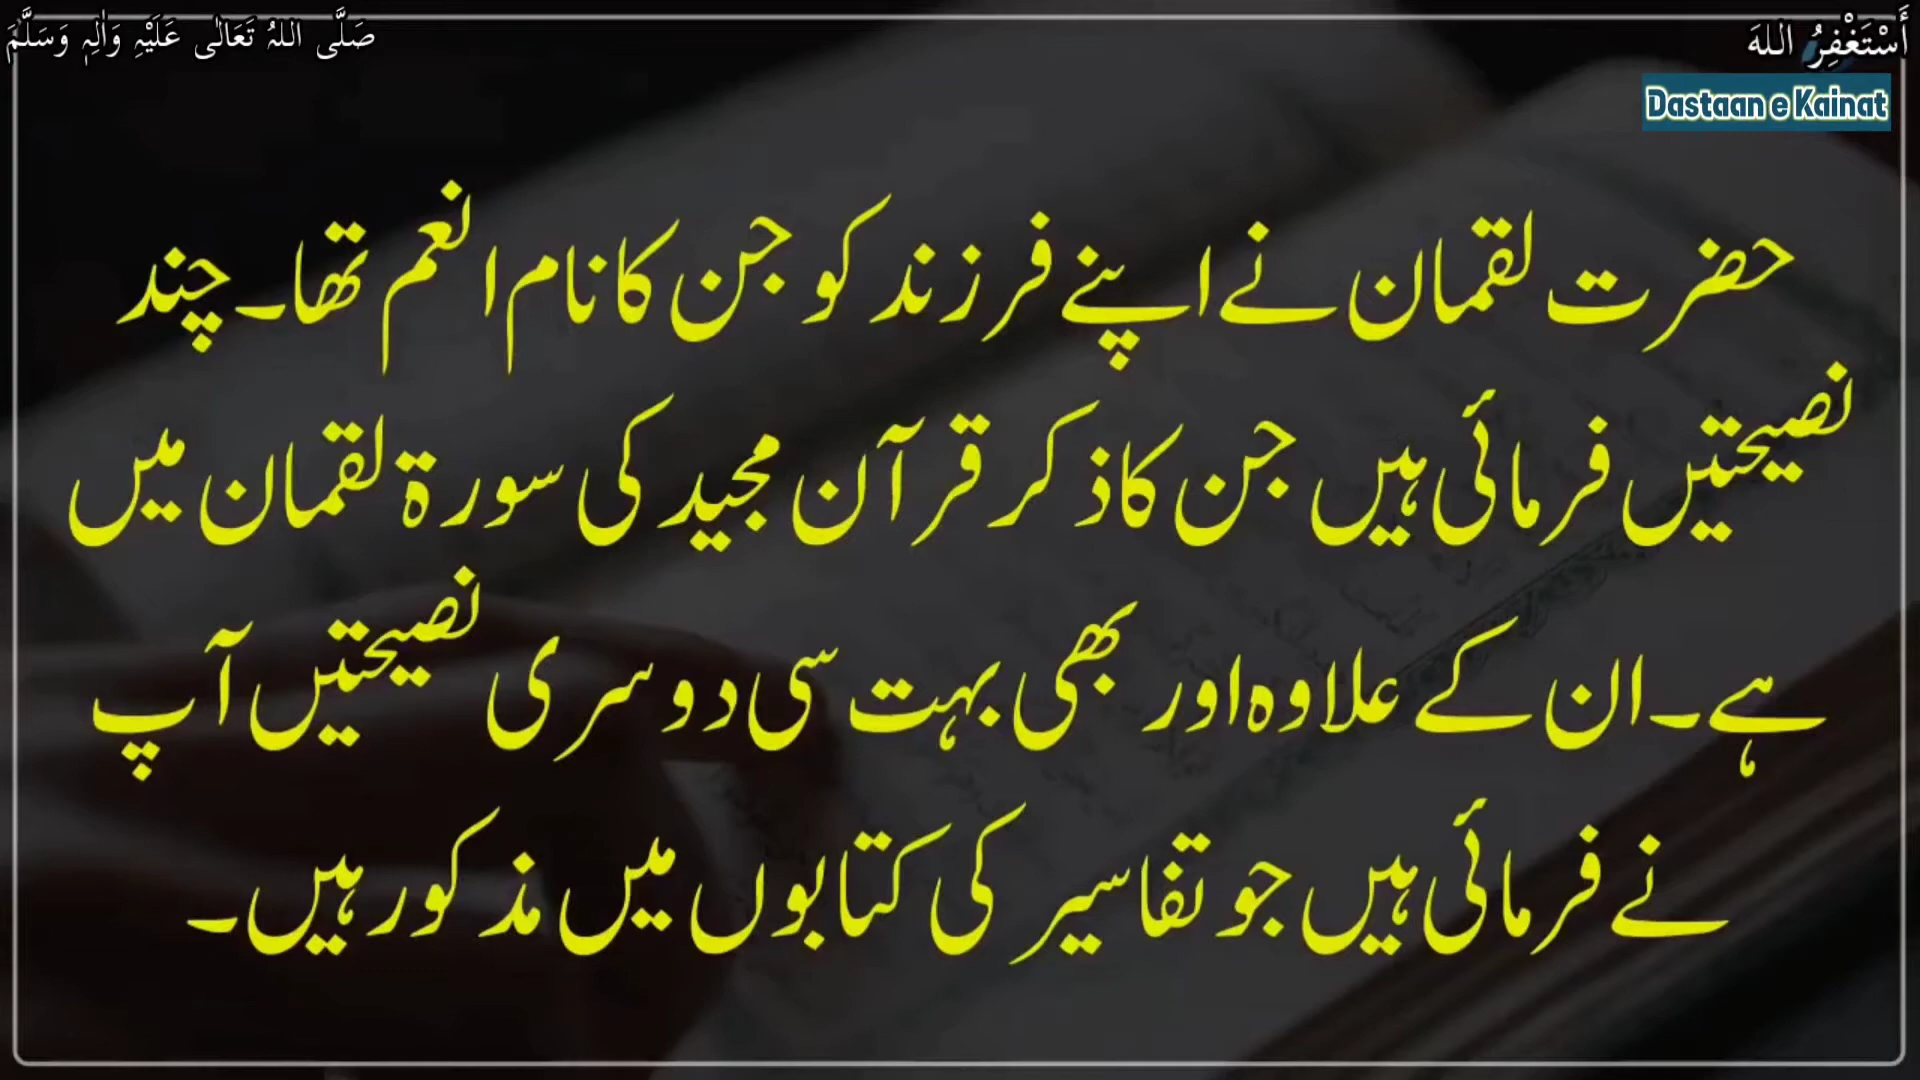 صَلَّی اللہُ تَعَالٰی عَلَیْہِ وَاٰلِہٖ وَسَلَّمَ
أَسْتَغْفِرُ اللهَ
Dastaan e Kainat
حضرت لقمان نے اپنے فرزند کو جن کا نام انعم تھا۔ چند
نصیحتیں فرمائی ہیں جن کا ذکر قرآن مجید کی سورۃ لقمان میں
ہے۔ ان کے علاوہ اور بھی بہت سی دوسری نصیحتیں آپ
نے فرمائی ہیں جو تفاسیر کی کتابوں میں مذکور ہیں۔